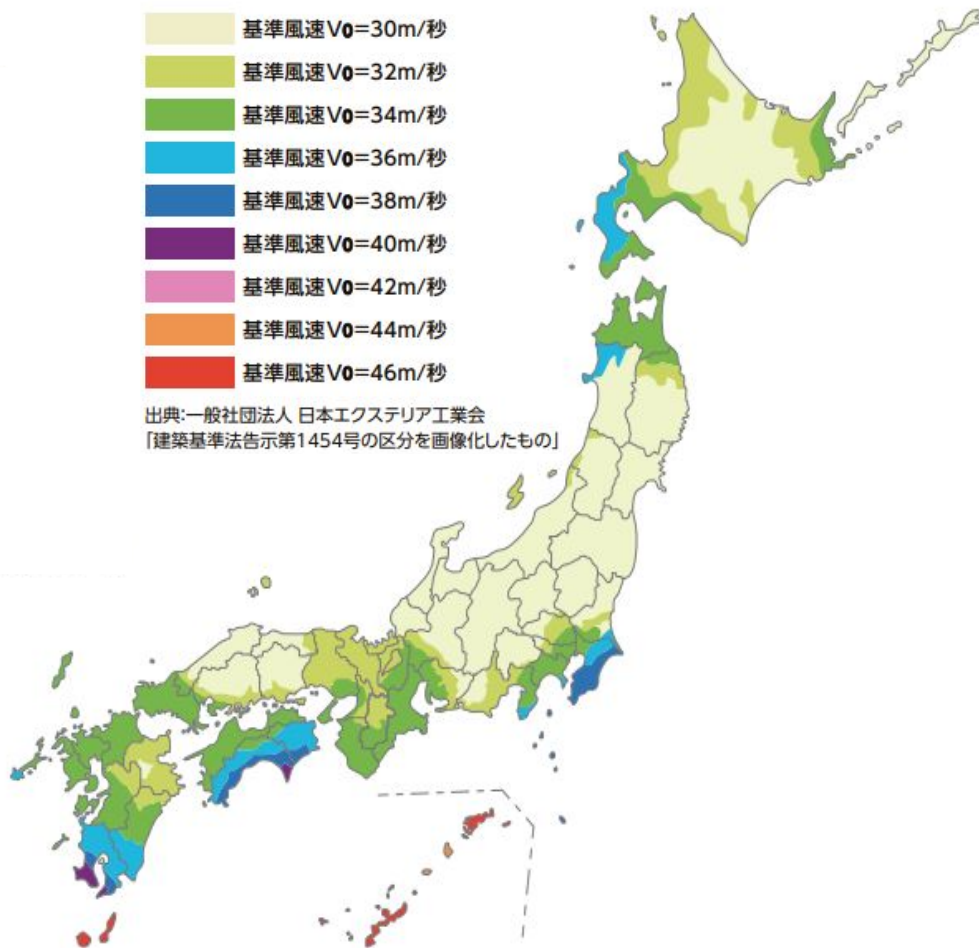 基準風速V0=30m/秒
基準風速V0=32m/秒
基準風速V0=34m/秒
基準風速V0=36m/秒
基準風速V0=38m/秒
基準風速V0=40m/秒
基準風速V0=42m/秒
基準風速V0=44m/秒
基準風速V0=46m/秒
出典:一般社団法人 日本エクステリア工業会
「建築基準法告示第1454号の区分を画像化したもの」